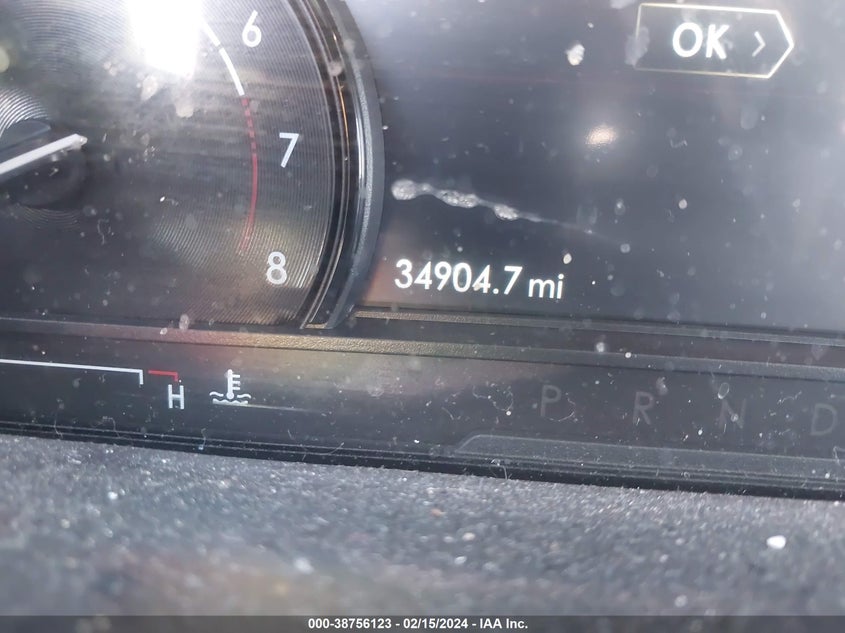 6
OK >
7
8
34904.7 mi
H
P R N D
000-38756123 - 02/15/2024 - IAA Inc.